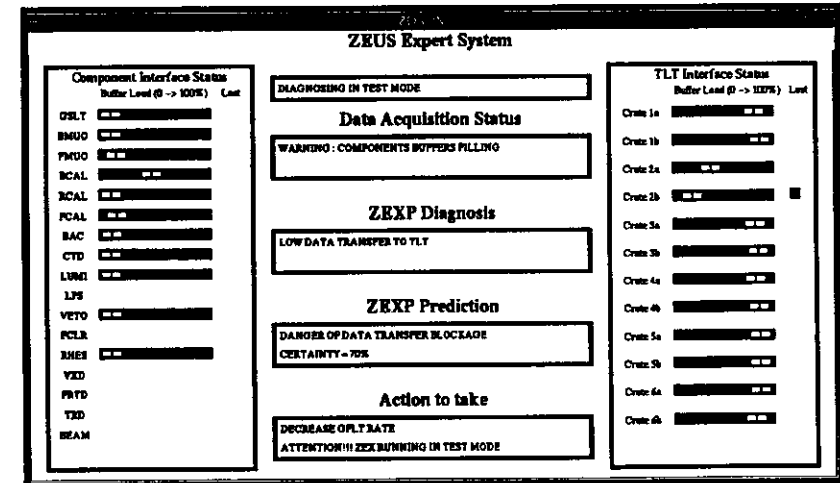 ZEUS Expert System
Component Interface Status
Buffer Load (0 -> 100%) Last
GSLT
BMUO
FMUO
BCAL
RCAL
FCAL
BAC
CTD
LUMI
LPS
VETO
FCLR
RHES
VXD
FRTD
TRD
BEAM
DIAGNOSING IN TEST MODE
Data Acquisition Status
WARNING : COMPONENTS BUFFERS FILLING
ZEXP Diagnosis
LOW DATA TRANSFER TO TLT
ZEXP Prediction
DANGER OF DATA TRANSFER BLOCKAGE
CERTAINTY = 70%
Action to take
DECREASE GFLT RATE
ATTENTION!!! ZEX RUNNING IN TEST MODE
TLT Interface Status
Buffer Load (0 -> 100%) Last
Crate 1a
Crate 1b
Crate 2a
Crate 2b
Crate 3a
Crate 3b
Crate 4a
Crate 4b
Crate 5a
Crate 5b
Crate 6a
Crate 6b